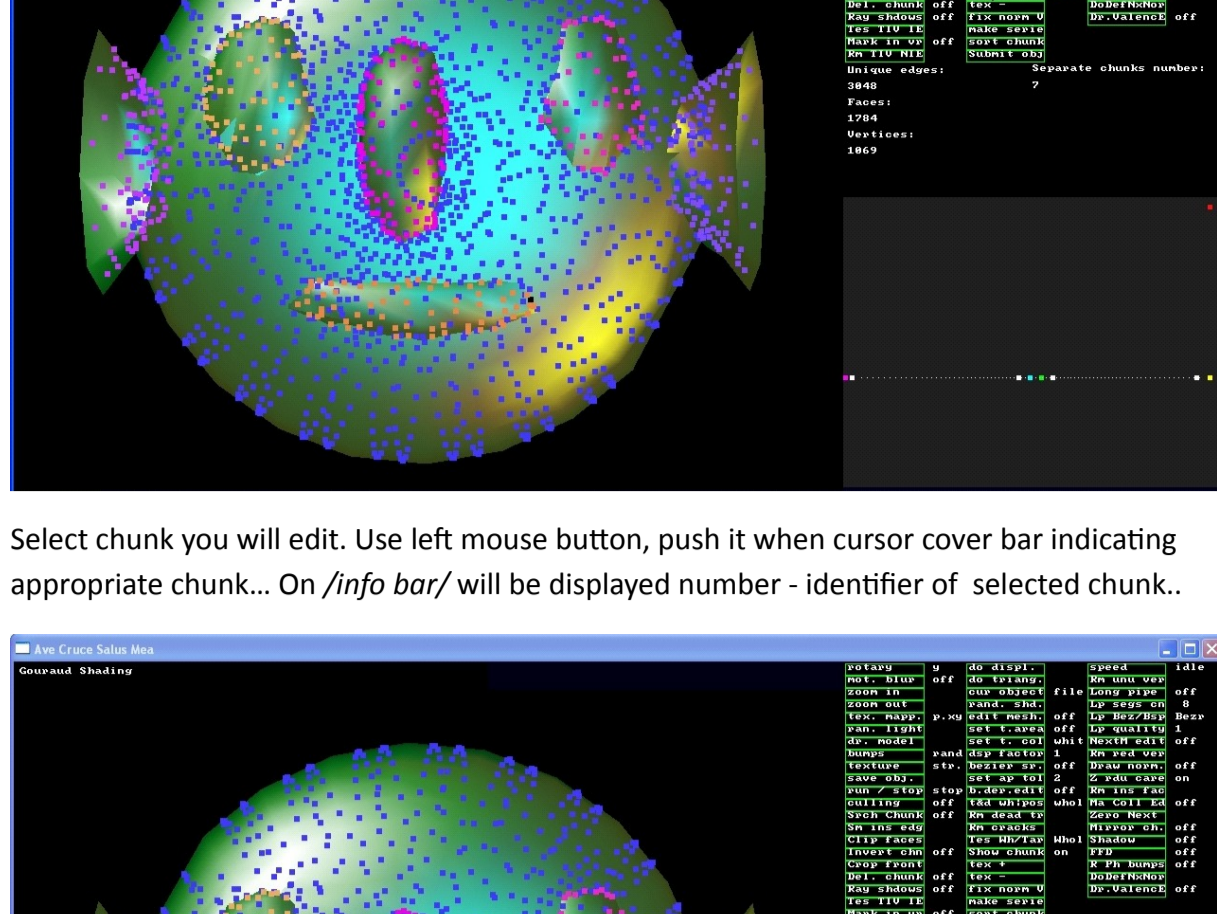 Del. chunk off tex - DoDefNxNor
Ray shdows off fix norm V Dr.ValencE off
Tes TIV IE make serie
Mark in vr off sort chunk
Rm TIV NIE Submit obj
Unique edges: Separate chunks number:
3048 7
Faces:
1784
Vertices:
1069
Select chunk you will edit. Use left mouse button, push it when cursor cover bar indicating
appropriate chunk... On /info bar/ will be displayed number - identifier of selected chunk..
Ave Cruce Salus Mea
Gouraud Shading
rotary y do displ. speed idle
mot. blur off do triang. Rm unu ver
zoom in cur object file Long pipe off
zoom out rand. shd. Lp segs cn 8
tex. mapp. p.xy edit mesh. off Lp Bez/Bsp Bezr
ran. light set t.area off Lp quality 1
dr. model set t. col whit NextM edit off
bumps rand dsp factor 1 Rm red ver
texture str. bezier sr. off Draw norm. off
save obj. set ap tol 2 Z rdu care on
run / stop stop b.der.edit off Rm ins fac
culling off t&d wh:pos whol Ma Coll Ed off
Srch Chunk off Rm dead tr Zero Next
Sm ins edg Rm cracks Mirror ch. off
Clip faces Tes Wh/Tar Whol Shadow off
Invert chn off Show chunk on FFD off
Crop front tex + R Ph bumps off
Del. chunk off tex - DoDefNxNor
Ray shdows off fix norm V Dr.ValencE off
Tes TIV IE make serie
Mark in vr off sort chunk